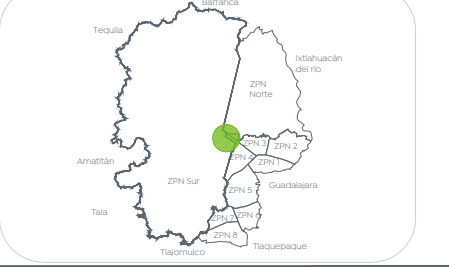 Barranca
Tequila
Ixtlahuacán
del río
ZPN
Norte
ZPN 3
ZPN 2
ZPN 4
ZPN 1
Amatitán
ZPN Sur
Guadalajara
ZPN 5
Tala
ZPN 7
ZPN 6
ZPN 8
Tlaquepaque
Tlajomulco